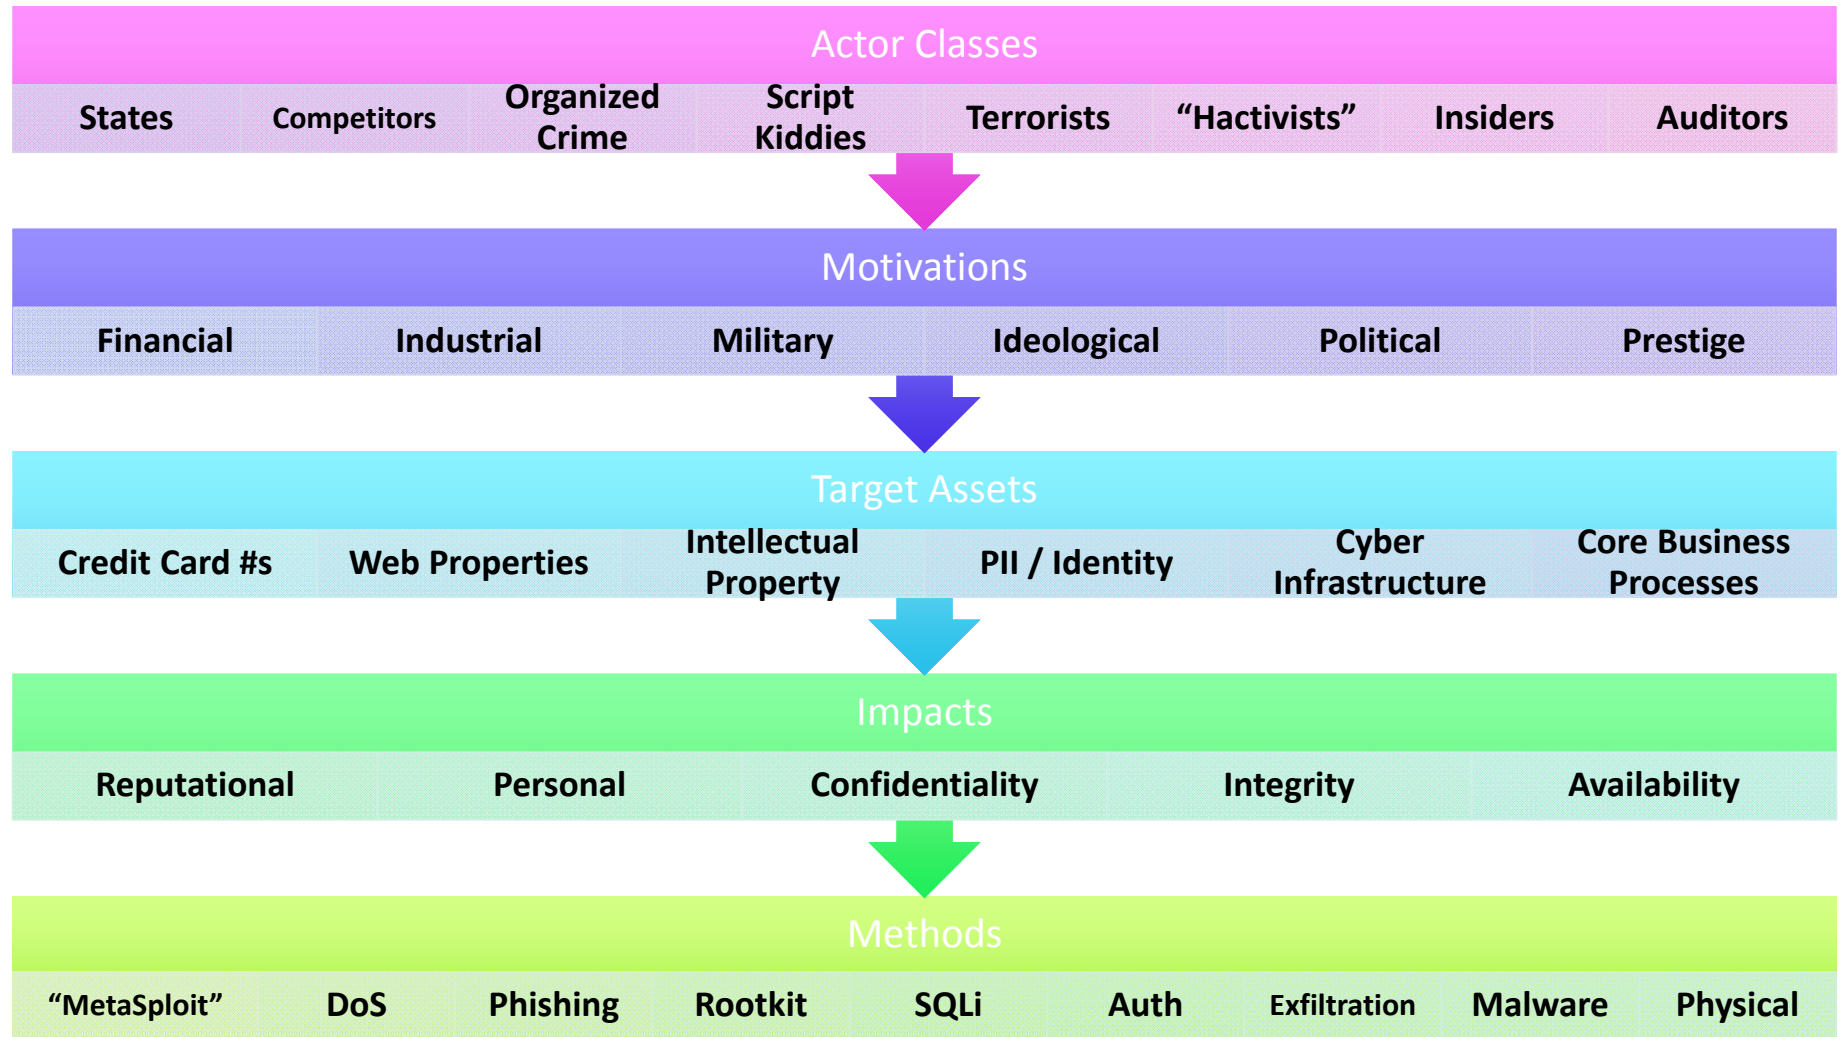 Actor Classes
States Competitors Organized Crime Script Kiddies Terrorists “Hactivists” Insiders Auditors
Motivations
Financial Industrial Military Ideological Political Prestige
Target Assets
Credit Card #s Web Properties Intellectual Property PII / Identity Cyber Infrastructure Core Business Processes
Impacts
Reputational Personal Confidentiality Integrity Availability
Methods
“MetaSploit” DoS Phishing Rootkit SQLi Auth Exfiltration Malware Physical